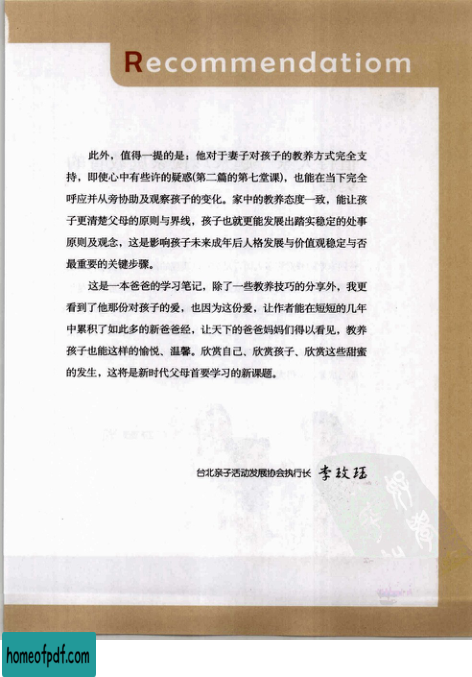 Recommendatiom
此外，值得一提的是：他对于妻子对孩子的教养方式完全支
持，即使心中有些许的疑惑(第二篇的第七堂课)，也能在当下完全
呼应并从旁协助及观察孩子的变化。家中的教养态度一致，能让孩
子更清楚父母的原则与界线，孩子也就更能发展出踏实稳定的处事
原则及观念，这是影响孩子未来成年后人格发展与价值观稳定与否
最重要的关键步骤。
这是一本爸爸的学习笔记，除了一些教养技巧的分享外，我更
看到了他那份对孩子的爱，也因为这份爱，让作者能在短短的几年
中累积了如此多的新爸爸经，让天下的爸爸妈妈们得以看见，教养
孩子也能这样的愉悦、温馨。欣赏自己、欣赏孩子、欣赏这些甜蜜
的发生，这将是新时代父母首要学习的新课题。
台北亲子活动发展协会执行长 李玫珏
homeofpdf.com